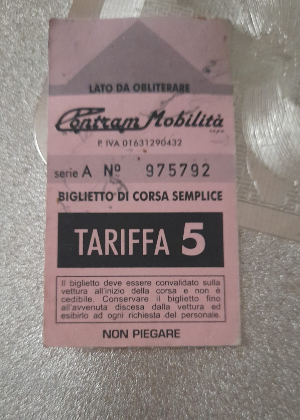 LATO DA OBLITERARE
Contram Mobilità
P. IVA 01631290432
serie A Nº 975792
BIGLIETTO DI CORSA SEMPLICE
TARIFFA 5
Il biglietto deve essere convalidato sulla
vettura all'inizio della corsa e non è
cedibile. Conservare il biglietto fino
all'avvenuta discesa dalla vettura ed
esibirlo ad ogni richiesta del personale.
NON PIEGARE